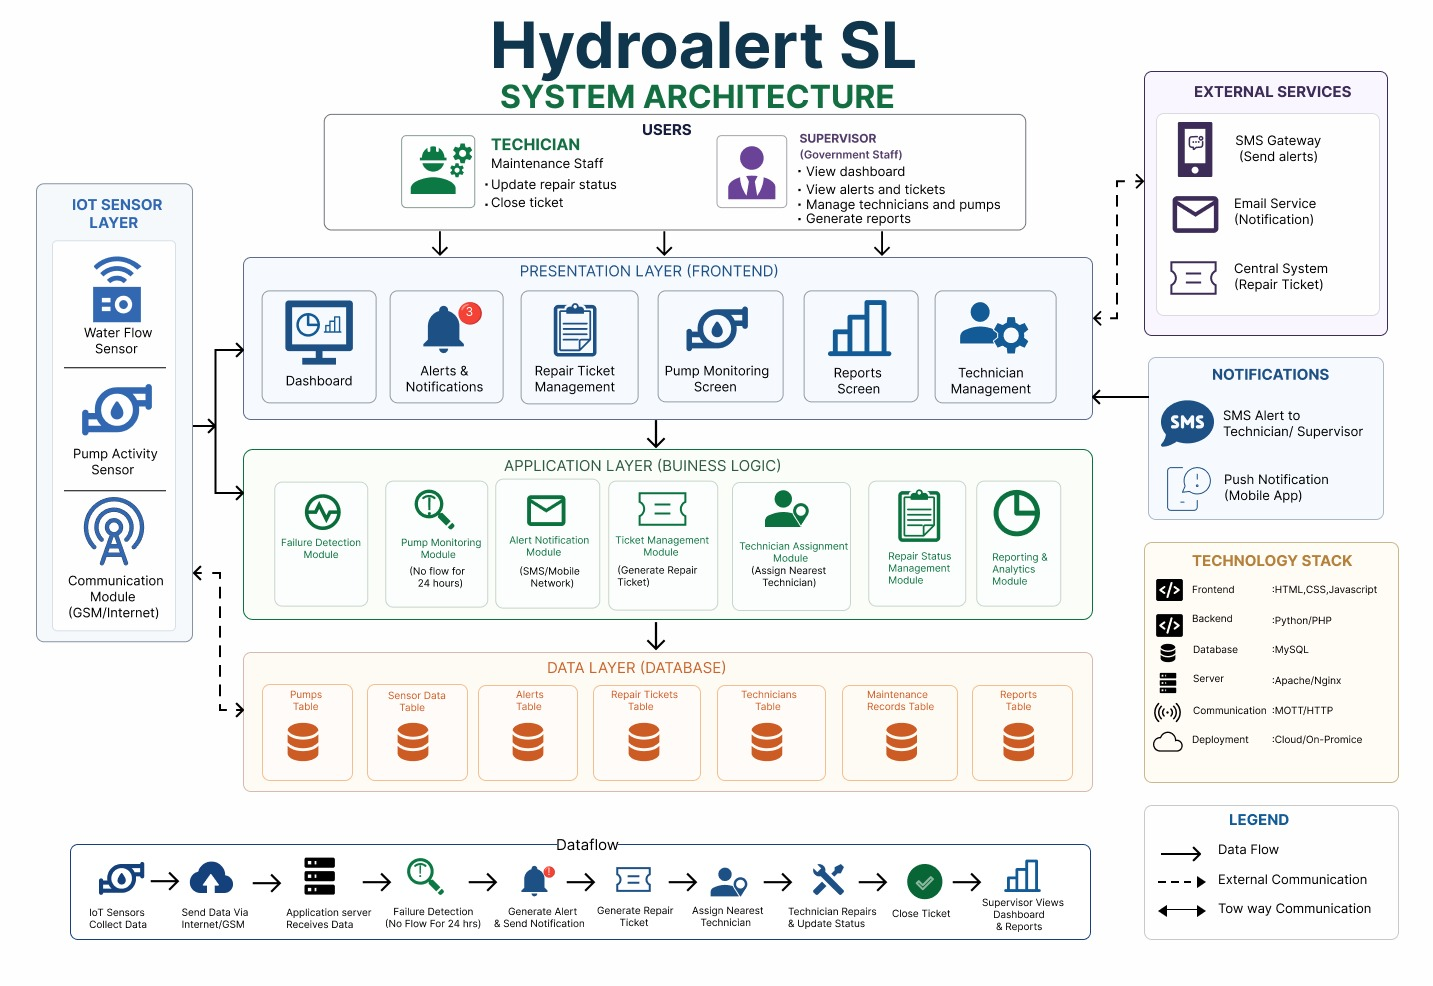 Hydroalert SL
SYSTEM ARCHITECTURE
USERS
TECHICIAN
Maintenance Staff
· Update repair status
· Close ticket
SUPERVISOR
(Government Staff)
· View dashboard
· View alerts and tickets
· Manage technicians and pumps
· Generate reports
IOT SENSOR
LAYER
Water Flow
Sensor
Pump Activity
Sensor
Communication
Module
(GSM/Internet)
PRESENTATION LAYER (FRONTEND)
Dashboard
3
Alerts &
Notifications
Repair Ticket
Management
Pump Monitoring
Screen
Reports
Screen
Technician
Management
APPLICATION LAYER (BUINESS LOGIC)
Failure Detection
Module
Pump Monitoring
Module
(No flow for
24 hours)
Alert Notification
Module
(SMS/Mobile
Network)
Ticket Management
Module
(Generate Repair
Ticket)
Technician Assignment
Module
(Assign Nearest
Technician)
Repair Status
Management
Module
Reporting &
Analytics
Module
DATA LAYER (DATABASE)
Pumps
Table
Sensor Data
Table
Alerts
Table
Repair Tickets
Table
Technicians
Table
Maintenance
Records Table
Reports
Table
EXTERNAL SERVICES
SMS Gateway
(Send alerts)
Email Service
(Notification)
Central System
(Repair Ticket)
NOTIFICATIONS
SMS
SMS Alert to
Technician/ Supervisor
Push Notification
(Mobile App)
TECHNOLOGY STACK
Frontend :HTML,CSS,Javascript
Backend :Python/PHP
Database :MySQL
Server :Apache/Nginx
Communication :MOTT/HTTP
Deployment :Cloud/On-Promice
LEGEND
Data Flow
External Communication
Tow way Communication
Dataflow
IoT Sensors
Collect Data
Send Data Via
Internet/GSM
Application server
Receives Data
Failure Detection
(No Flow For 24 hrs)
Generate Alert
& Send Notification
Generate Repair
Ticket
Assign Nearest
Technician
Technician Repairs
& Update Status
Close Ticket
Supervisor Views
Dashboard
& Reports